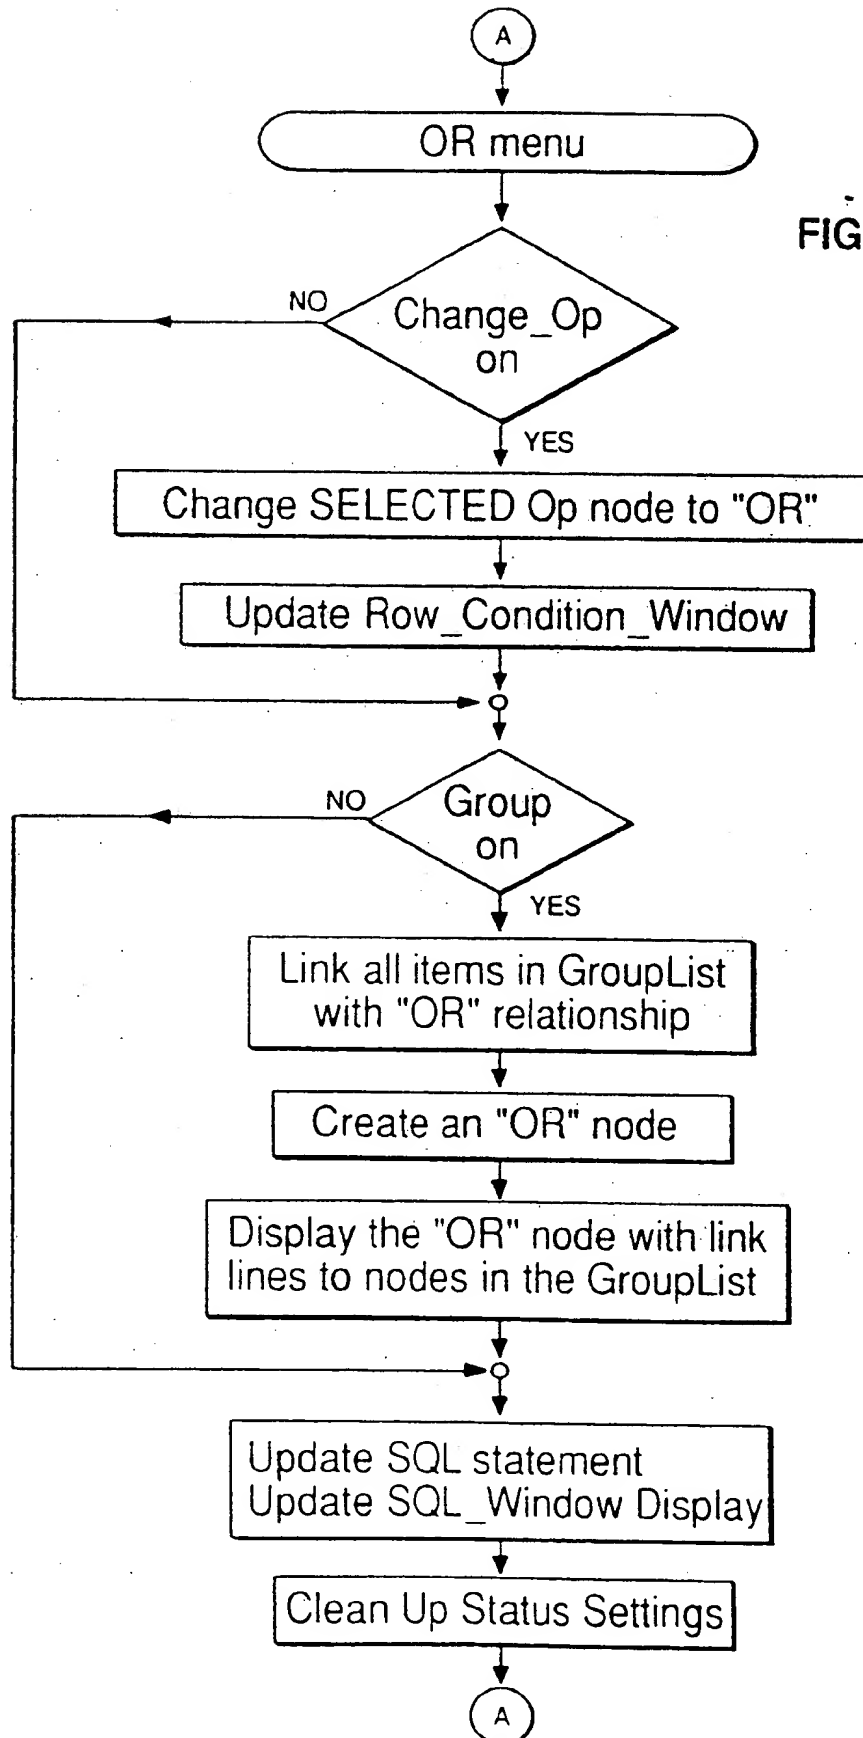 A
OR menu
FIG
NO
Change_Op
on
YES
Change SELECTED Op node to "OR"
Update Row_Condition_Window
NO
Group
on
YES
Link all items in GroupList
with "OR" relationship
Create an "OR" node
Display the "OR" node with link
lines to nodes in the GroupList
Update SQL statement
Update SQL_Window Display
Clean Up Status Settings
A